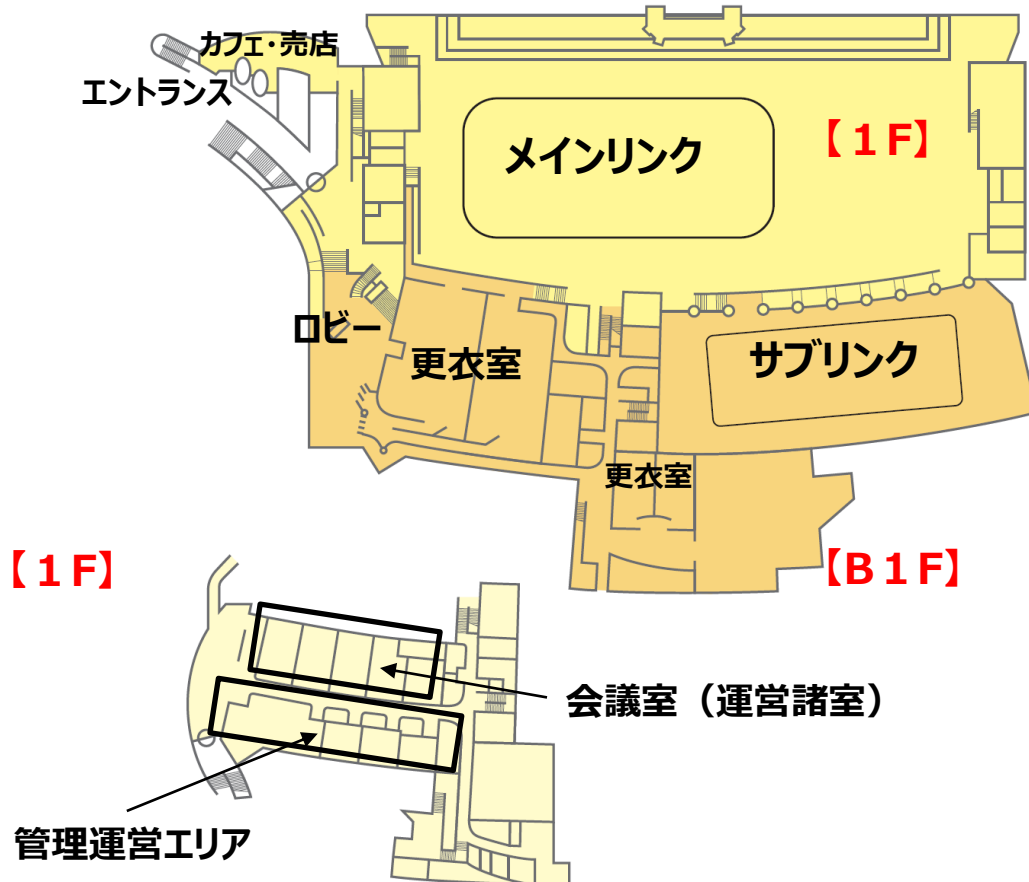 カフェ・売店
エントランス
【１F】
メインリンク
ロビー
更衣室
サブリンク
更衣室
【１F】
【B１F】
会議室（運営諸室）
管理運営エリア